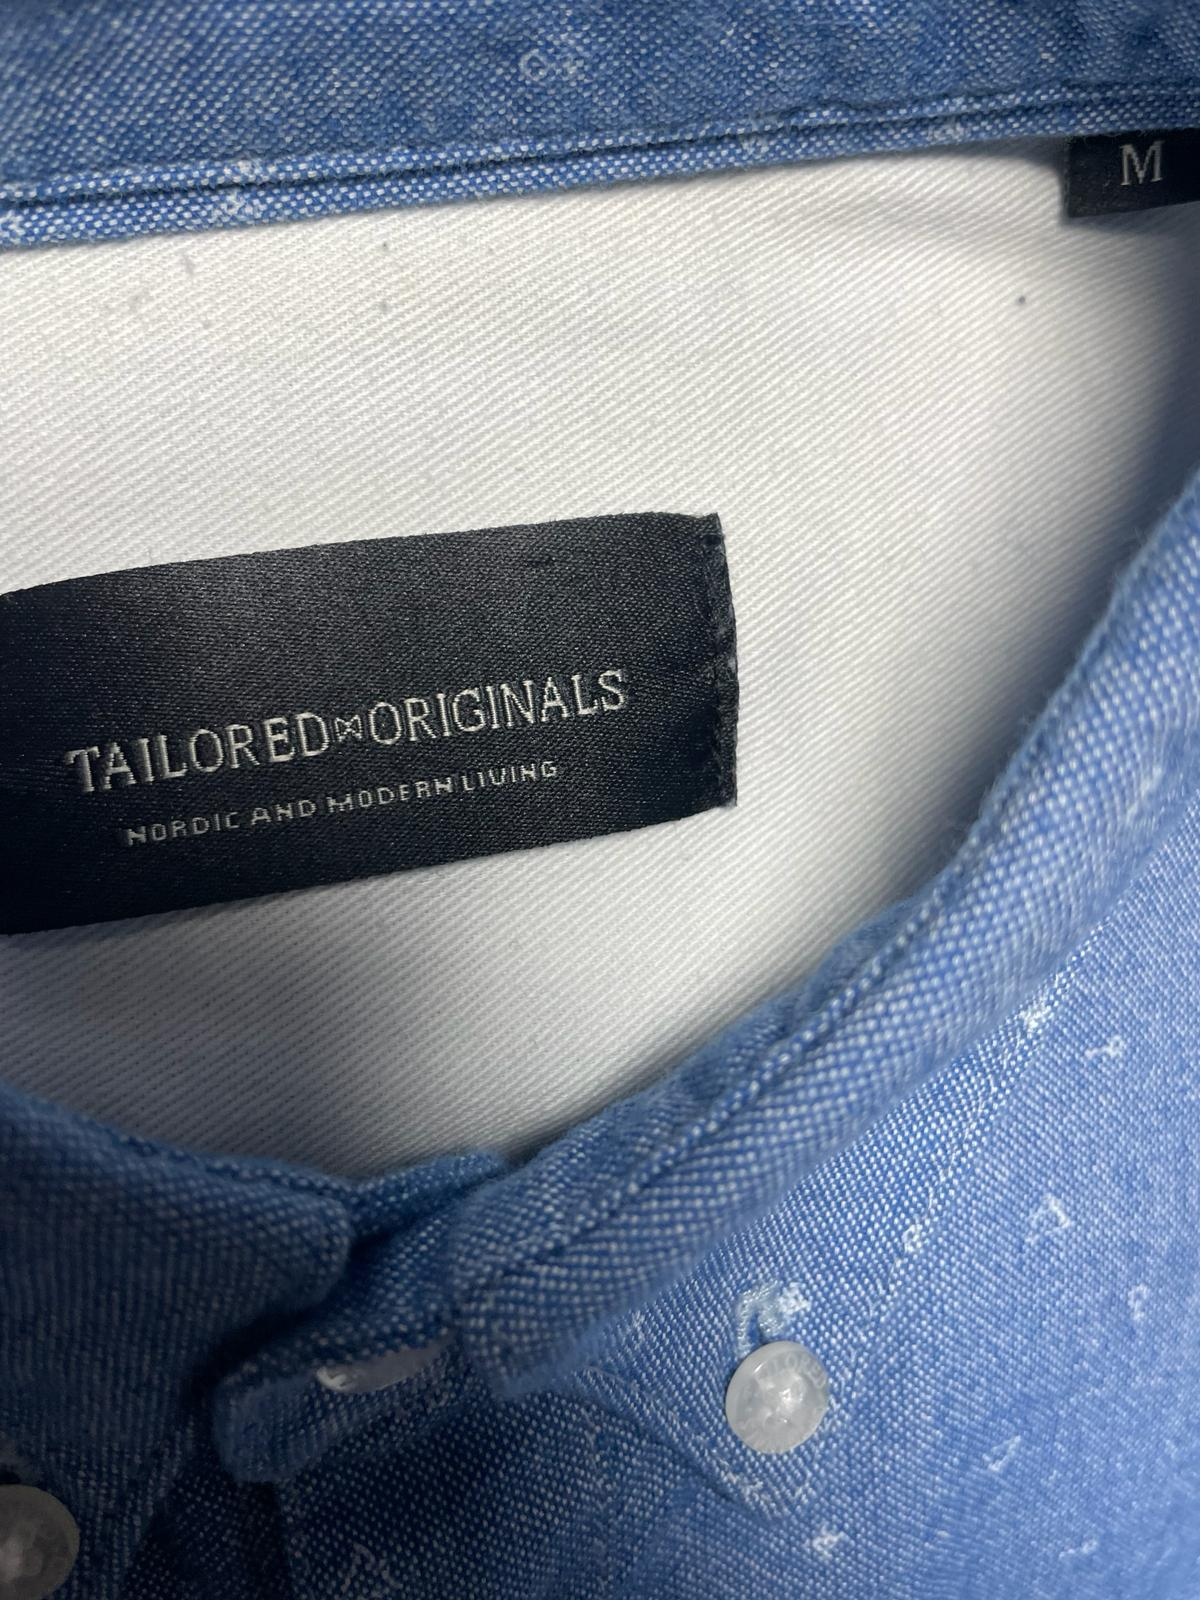 M
TAILORED⋈ORIGINALS
NORDIC AND MODERN LIVING